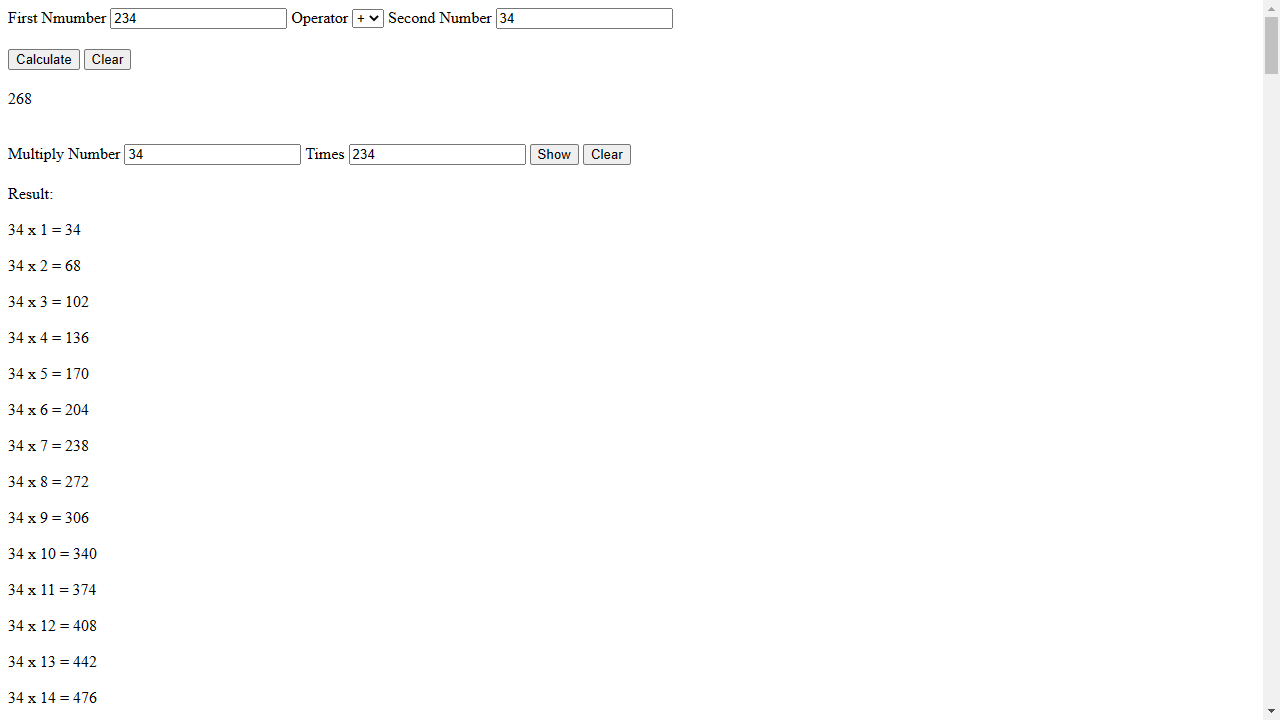 First Nmumber 234 Operator + Second Number 34
Calculate Clear
268
Multiply Number 34 Times 234 Show Clear
Result:
34 x 1 = 34
34 x 2 = 68
34 x 3 = 102
34 x 4 = 136
34 x 5 = 170
34 x 6 = 204
34 x 7 = 238
34 x 8 = 272
34 x 9 = 306
34 x 10 = 340
34 x 11 = 374
34 x 12 = 408
34 x 13 = 442
34 x 14 = 476